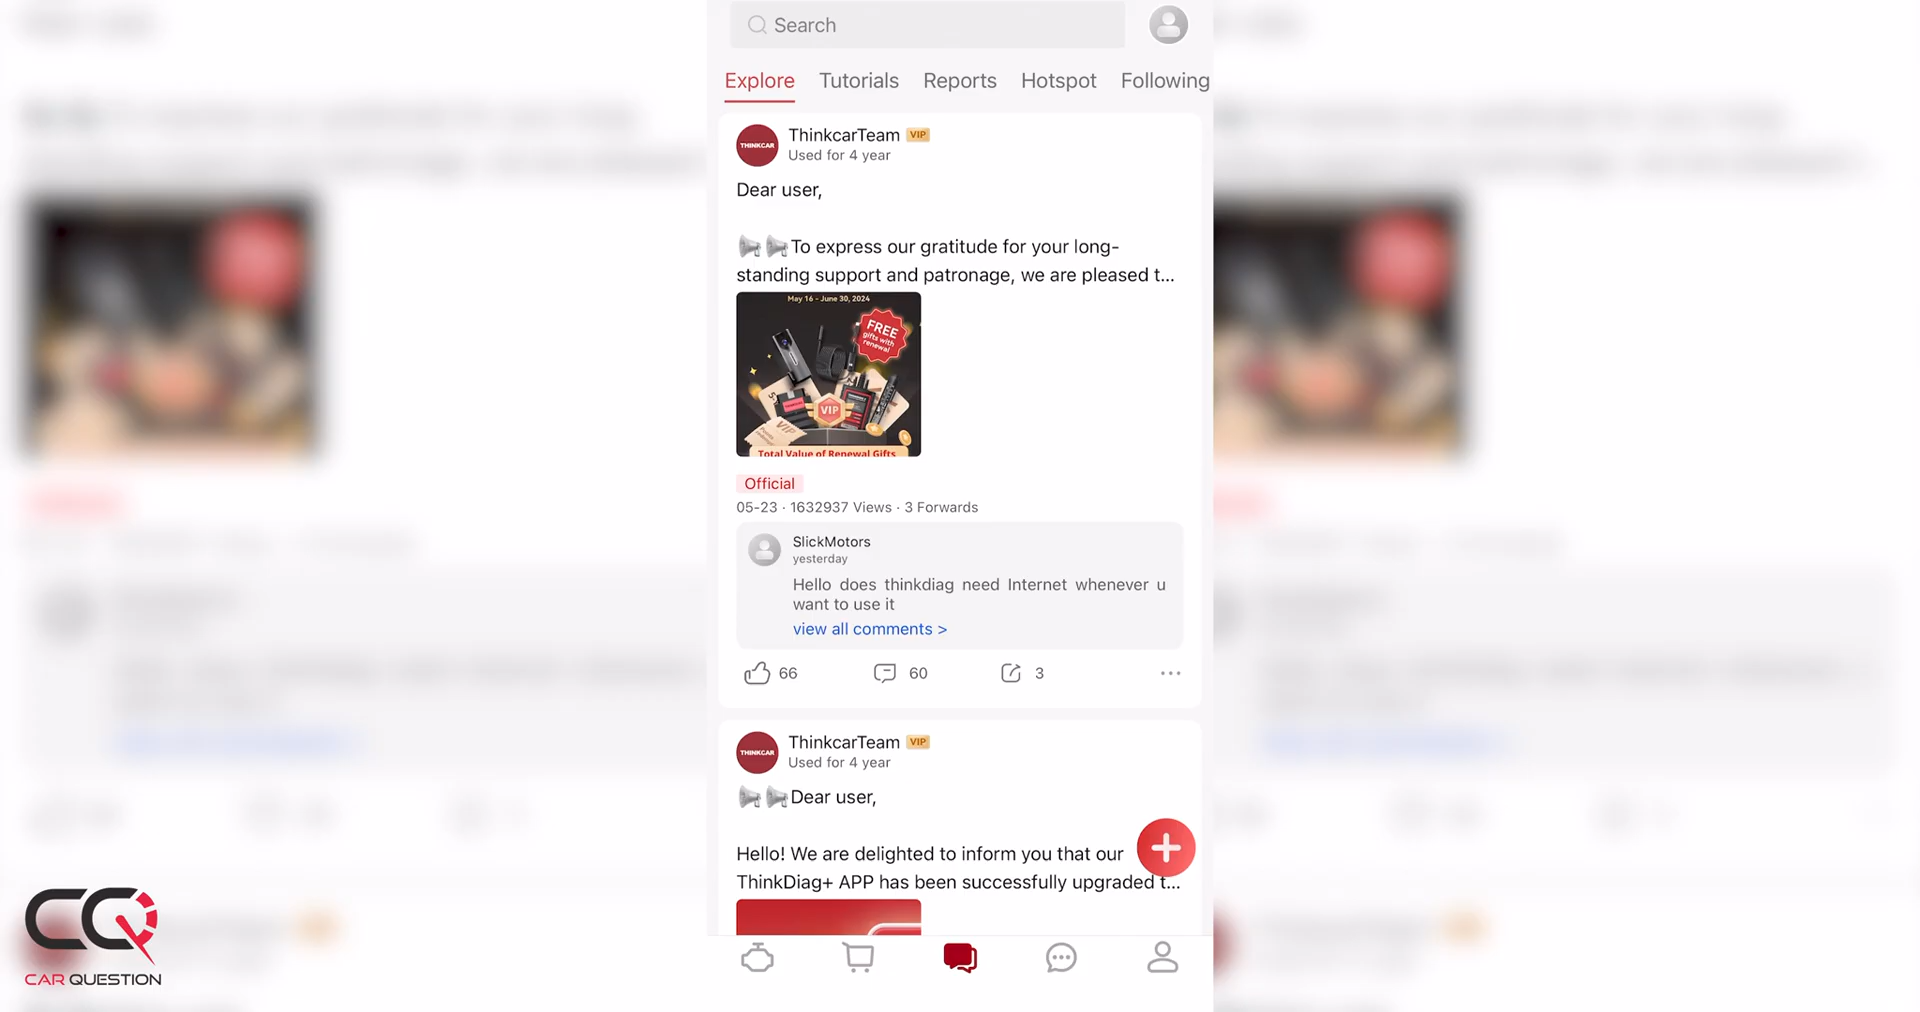 Search
Explore Tutorials Reports Hotspot Following
THINKCAR
ThinkcarTeam VIP
Used for 4 year
Dear user,
To express our gratitude for your long-
standing support and patronage, we are pleased t...
May 16 - June 30, 2024
FREE
gifts with
renewal
VIP
VIP
Total Value of Renewal Gifts
Official
05-23 · 1632937 Views · 3 Forwards
SlickMotors
yesterday
Hello does thinkdiag need Internet whenever u
want to use it
view all comments >
66 60 3
THINKCAR
ThinkcarTeam VIP
Used for 4 year
Dear user,
Hello! We are delighted to inform you that our
ThinkDiag+ APP has been successfully upgraded t...
CQ
CAR QUESTION